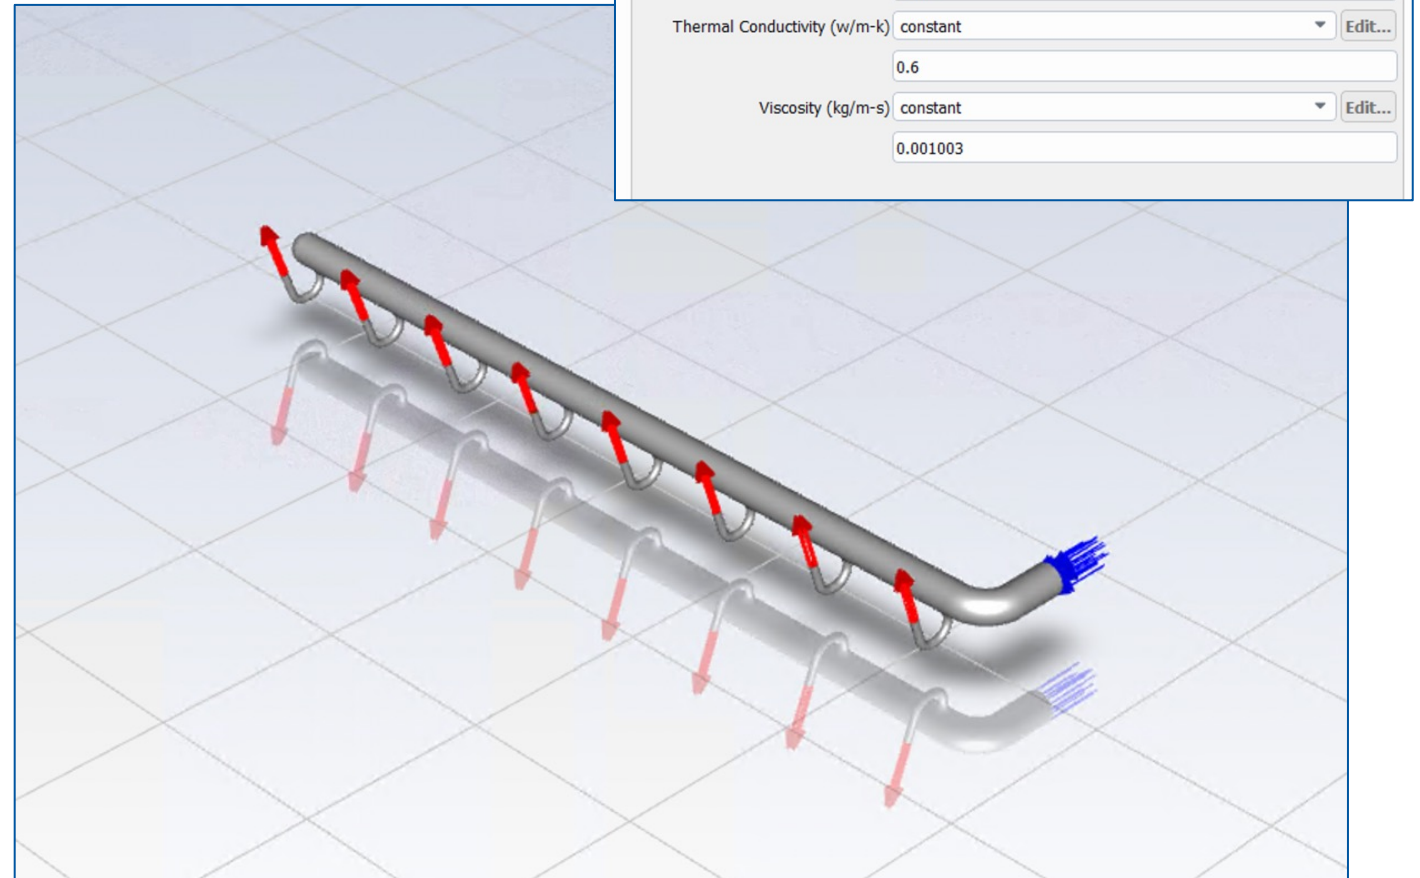 Thermal Conductivity (w/m-k) constant Edit...
0.6
Viscosity (kg/m-s) constant Edit...
0.001003